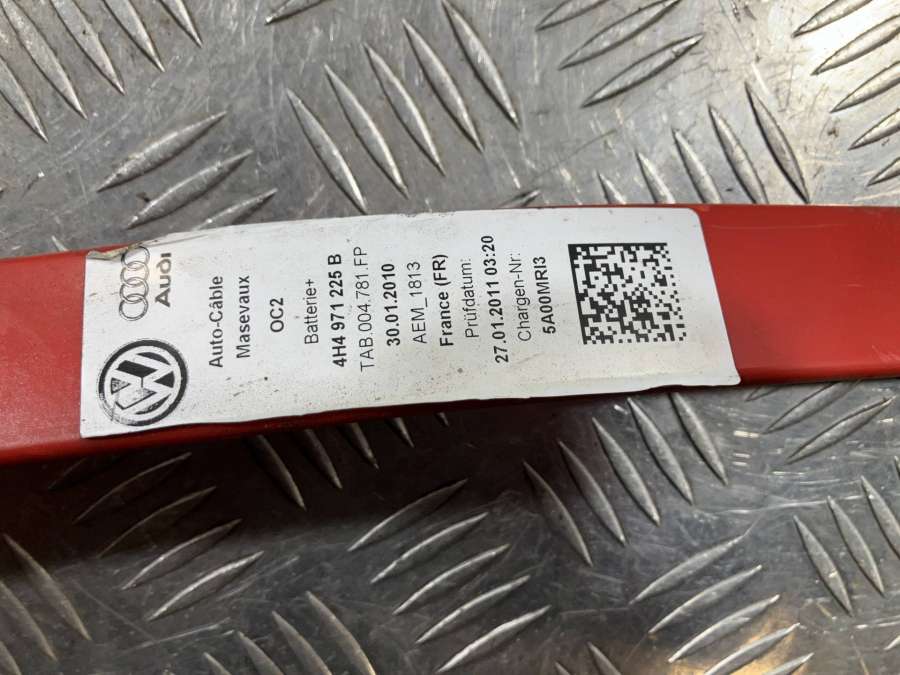 Audi
Auto-Câble
Masevaux
OC2
Batterie+
4H4 971 225 B
TAB.004.781.FP
30.01.2010
AEM_1813
France (FR)
Prüfdatum:
27.01.2011 03:20
Chargen-Nr:
5A00MRI3